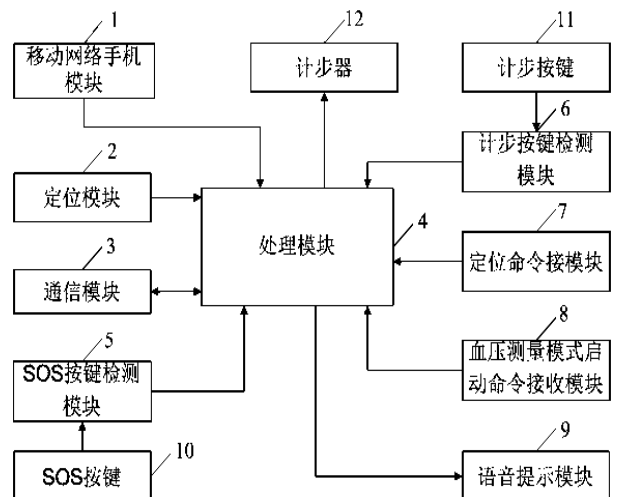 1
移动网络手机
模块
12
计步器
11
计步按键
6
计步按键检测
模块
2
定位模块
处理模块
4
7
定位命令接模块
3
通信模块
5
SOS按键检测
模块
8
血压测量模式启
动命令接收模块
10
SOS按键
9
语音提示模块